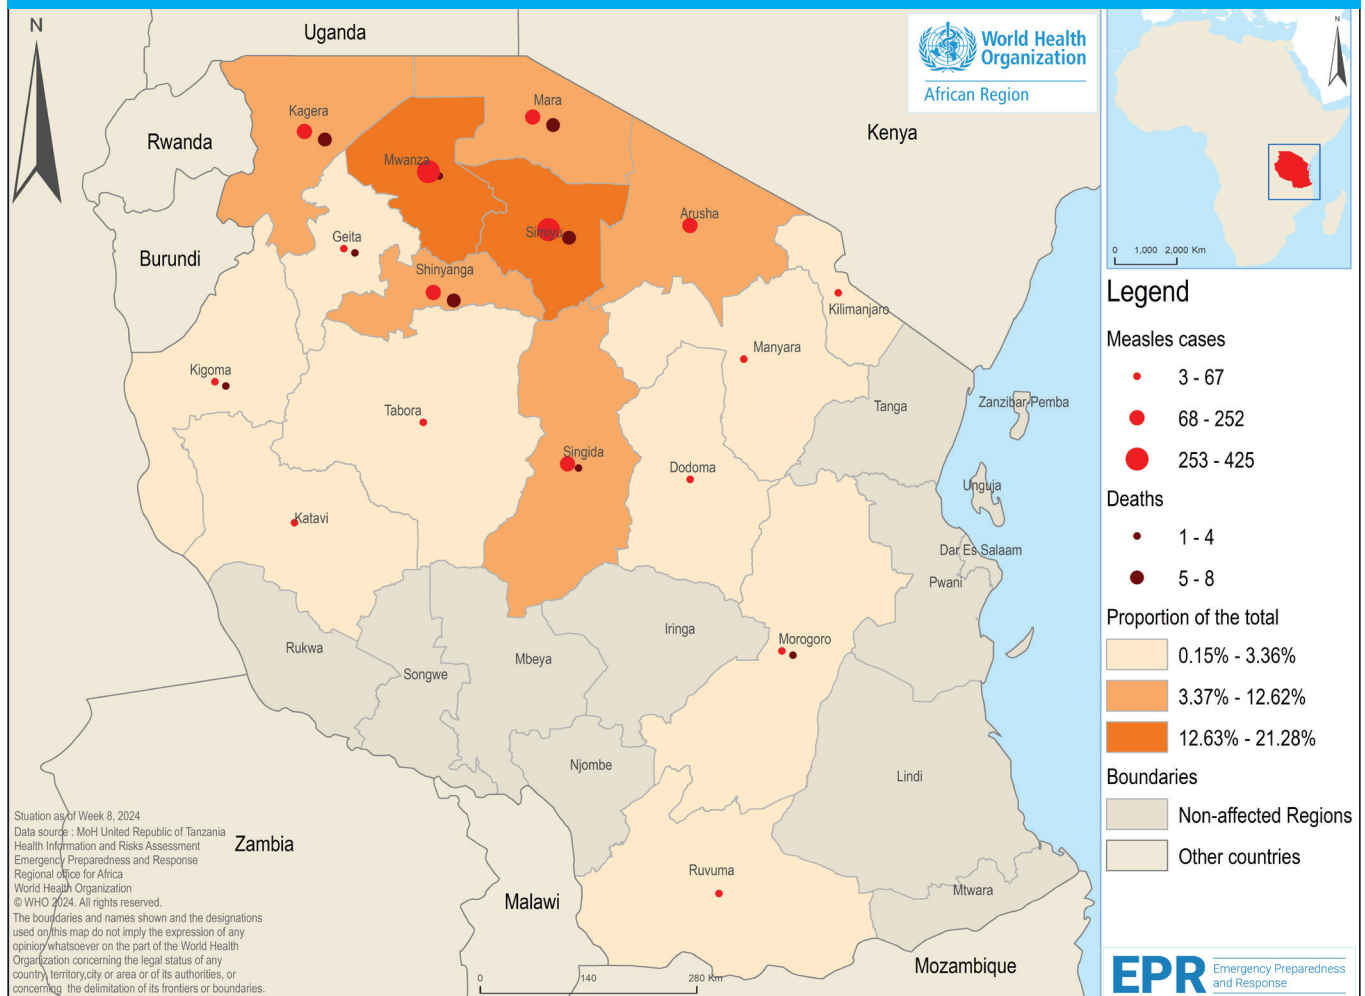 N
Uganda
World Health
Organization
African Region
Rwanda
Kenya
Burundi
Kagera
Mara
Mwanza
Simiyu
Arusha
Geita
Shinyanga
Kilimanjaro
Manyara
Kigoma
Tabora
Tanga
Zanzibar-Pemba
Singida
Dodoma
Unguja
Katavi
Dar Es Salaam
Pwani
Rukwa
Songwe
Mbeya
Iringa
Morogoro
Njombe
Lindi
Ruvuma
Mtwara
Zambia
Malawi
Mozambique
Stuation as of Week 8, 2024
Data source : MoH United Republic of Tanzania
Health Information and Risks Assessment
Emergency Preparedness and Response
Regional office for Africa
World Health Organization
© WHO 2024. All rights reserved.
The boundaries and names shown and the designations
used on this map do not imply the expression of any
opinion whatsoever on the part of the World Health
Organization concerning the legal status of any
country, territory,city or area or of its authorities, or
concerning the delimitation of its frontiers or boundaries.
0 140 280 Km
N
0 1,000 2,000 Km
Legend
Measles cases
3 - 67
68 - 252
253 - 425
Deaths
1 - 4
5 - 8
Proportion of the total
0.15% - 3.36%
3.37% - 12.62%
12.63% - 21.28%
Boundaries
Non-affected Regions
Other countries
EPR
Emergency Preparedness
and Response